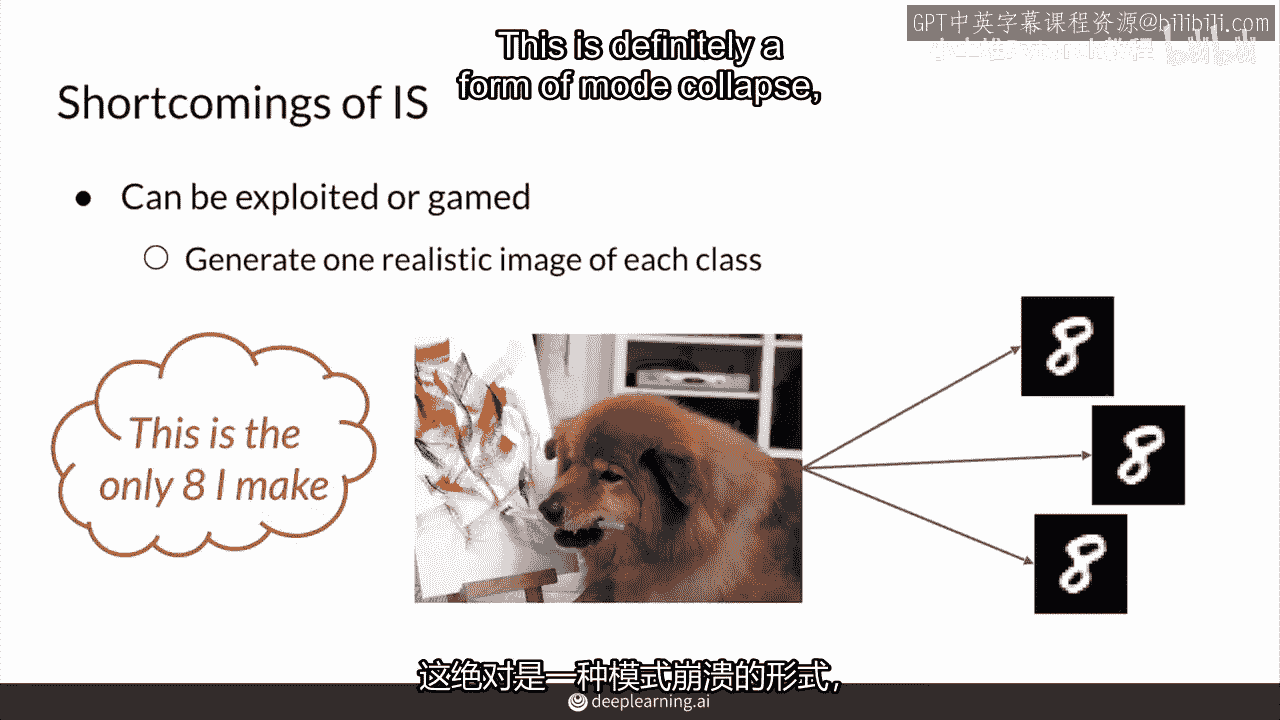 GPT中英字幕课程资源@bilibili.com
This is definitely a
form of mode collapse,
Shortcomings of IS
Can be exploited or gamed
Generate one realistic image of each class
This is the
only 8 I make
8
8
8
这绝对是一种模式崩溃的形式，
deeplearning.ai